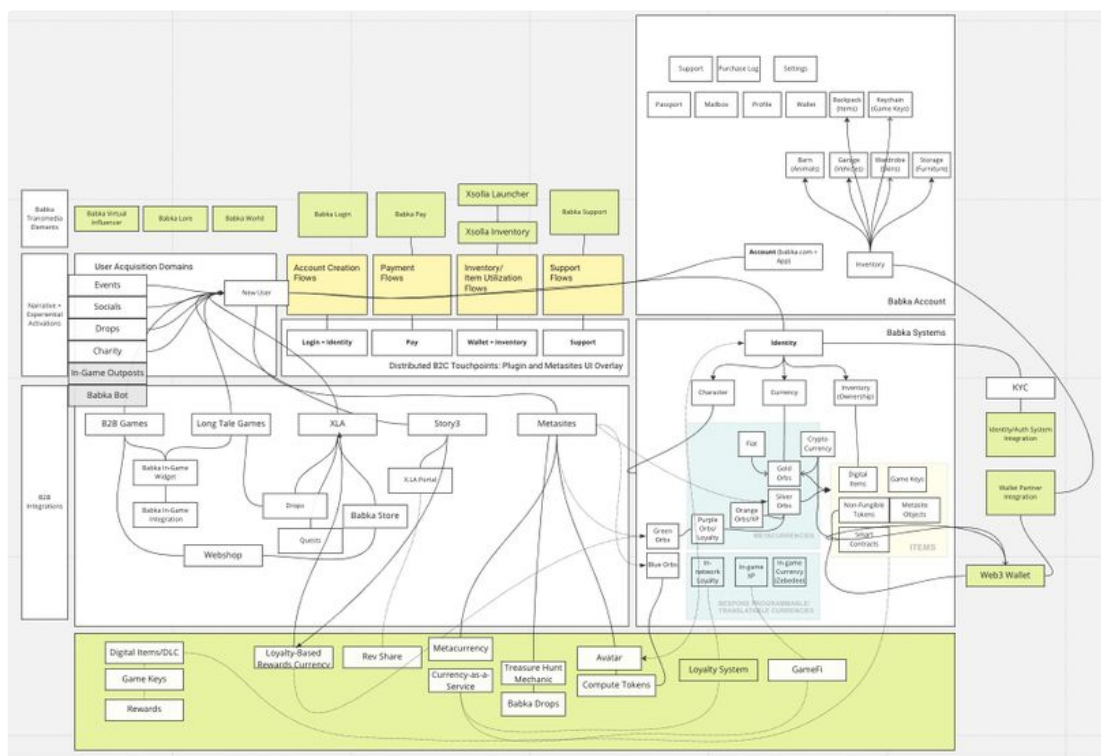 Support
Purchase Log
Settings
Passport
Mailbox
Profile
Wallet
Backpack
(Items)
Keychain
(Game Keys)
Barn
(Animals)
Garage
(Vehicles)
Wardrobe
(Skins)
Storage
(Furniture)
Account (babka.com +
App)
Inventory
Babka Account
Babka
Transmedia
Elements
Babka Virtual
Influencer
Babka Lore
Babka World
Babka Login
Babka Pay
Xsolla Launcher
Xsolla Inventory
Babka Support
Narrative +
Experiential
Activations
User Acquisition Domains
Events
Socials
Drops
Charity
In-Game Outposts
Babka Bot
New User
Account Creation
Flows
Payment
Flows
Inventory/
Item Utilization
Flows
Support
Flows
Login + Identity
Pay
Wallet + Inventory
Support
Distributed B2C Touchpoints: Plugin and Metasites UI Overlay
Babka Systems
Identity
Character
Currency
Inventory
(Ownership)
KYC
Identity/Auth System
Integration
Wallet Partner
Integration
Web3 Wallet
B2B
Integrations
B2B Games
Long Tale Games
XLA
Story3
Metasites
Babka In-Game
Widget
Babka In-Game
Integration
XLA Portal
Drops
Babka Store
Quests
Webshop
Fiat
Crypto-
Currency
Gold
Orbs
Silver
Orbs
Orange
Orbs/XP
Purple
Orbs/
Loyalty
METACURRENCIES
Green
Orbs
Blue Orbs
Digital
Items
Game Keys
Non-Fungible
Tokens
Metasite
Objects
Smart
Contracts
ITEMS
In-
network
Loyalty
In-game
XP
In-game
Currency
(Zebedee)
BESPOKE PROGRAMMABLE/
TRANSLATABLE CURRENCIES
Digital Items/DLC
Game Keys
Rewards
Loyalty-Based
Rewards Currency
Rev Share
Metacurrency
Currency-as-a-
Service
Treasure Hunt
Mechanic
Babka Drops
Avatar
Compute Tokens
Loyalty System
GameFi